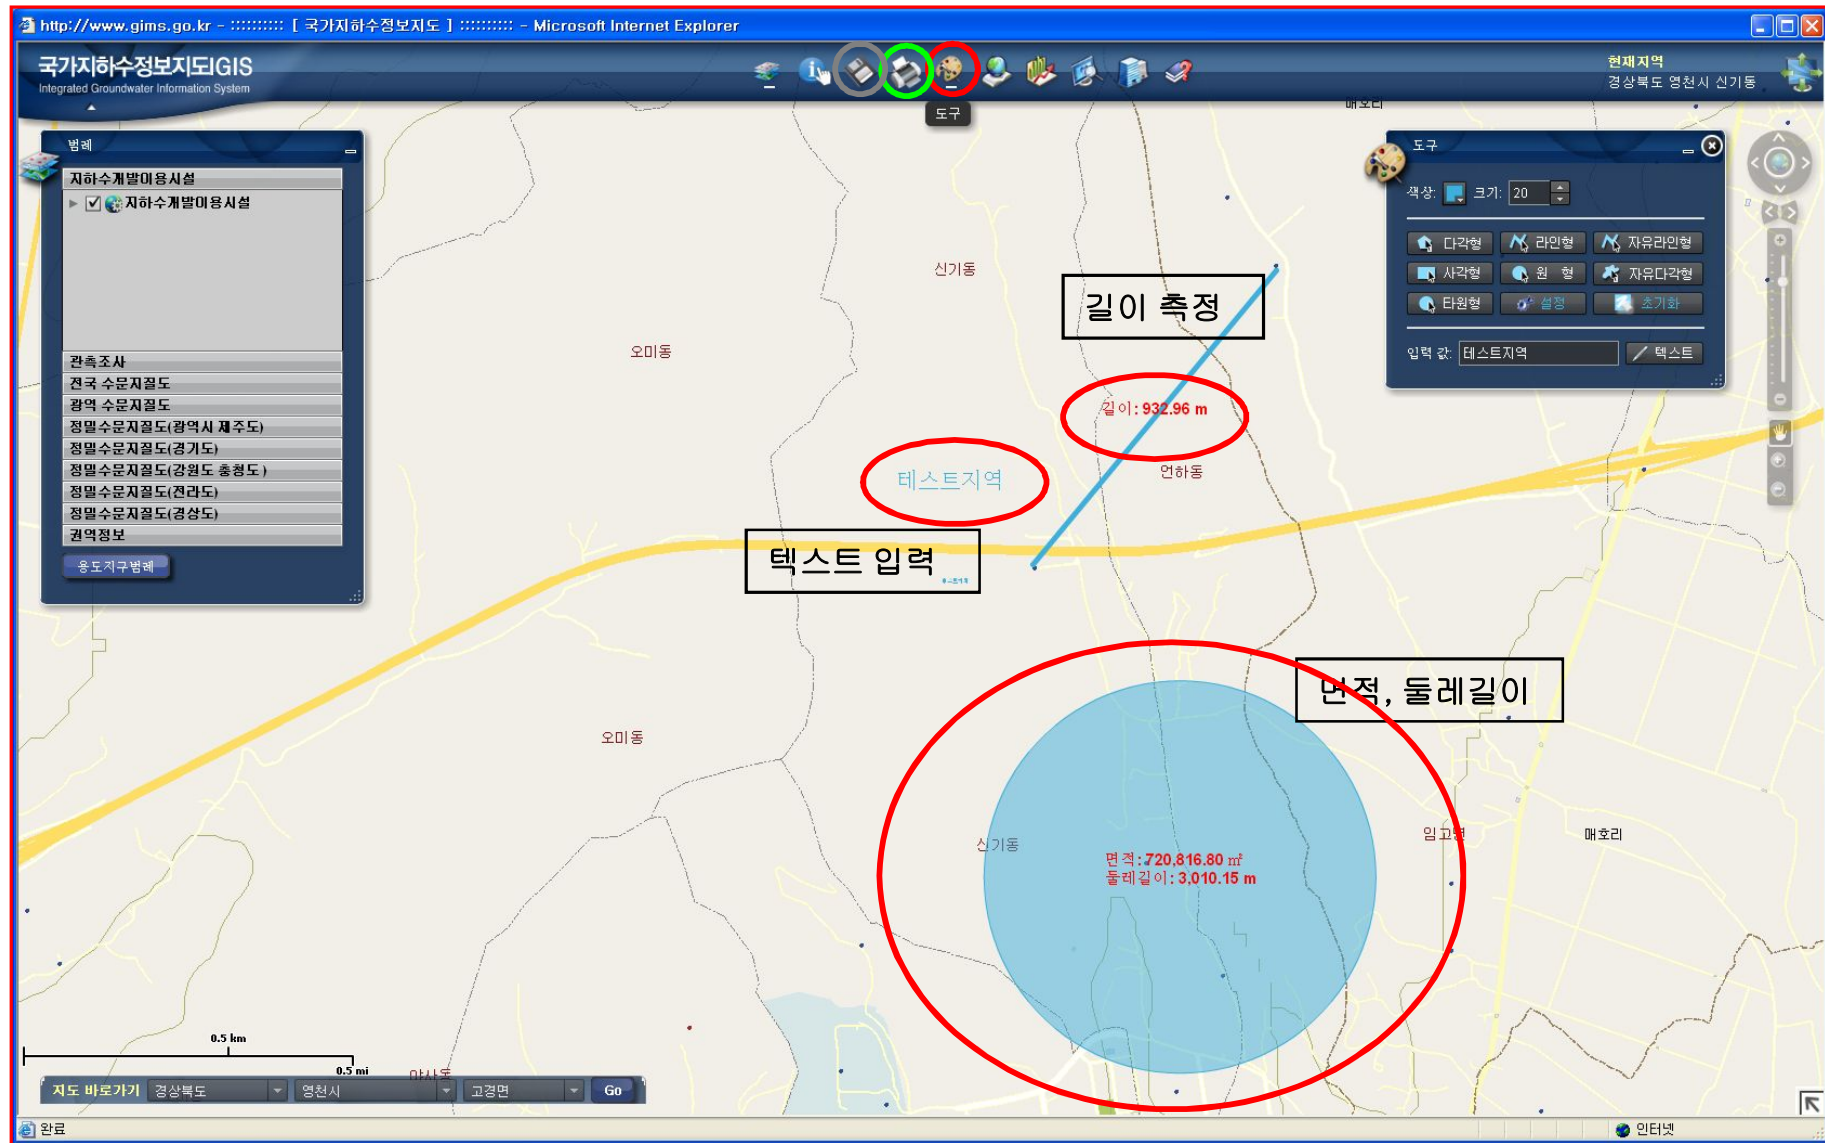 http://www.gims.go.kr - :::::::::: [ 국가지하수정보지도 ] :::::::::: - Microsoft Internet Explorer
국가지하수정보지도|GIS
Integrated Groundwater Information System
현재지역
경상북도 영천시 신기동
도구
매호리
범례
지하수개발이용시설
지하수개발이용시설
관측조사
전국 수문지질도
광역 수문지질도
정밀수문지질도(광역시 제주도)
정밀수문지질도(경기도)
정밀수문지질도(강원도 충청도)
정밀수문지질도(전라도)
정밀수문지질도(경상도)
권역정보
용도지구범례
도구
색상: 크기: 20
다각형 라인형 자유라인형
사각형 원 형 자유다각형
타원형 설정 초기화
입력 값: 테스트지역 텍스트
신기동
길이 측정
오미동
길이: 932.96 m
언하동
테스트지역
텍스트 입력
면적, 둘레길이
오미동
신기동
임고면
매호리
면적: 720,816.80 ㎡
둘레길이: 3,010.15 m
0.5 km
0.5 mi
야사동
지도 바로가기 경상북도 영천시 고경면 Go
완료
인터넷